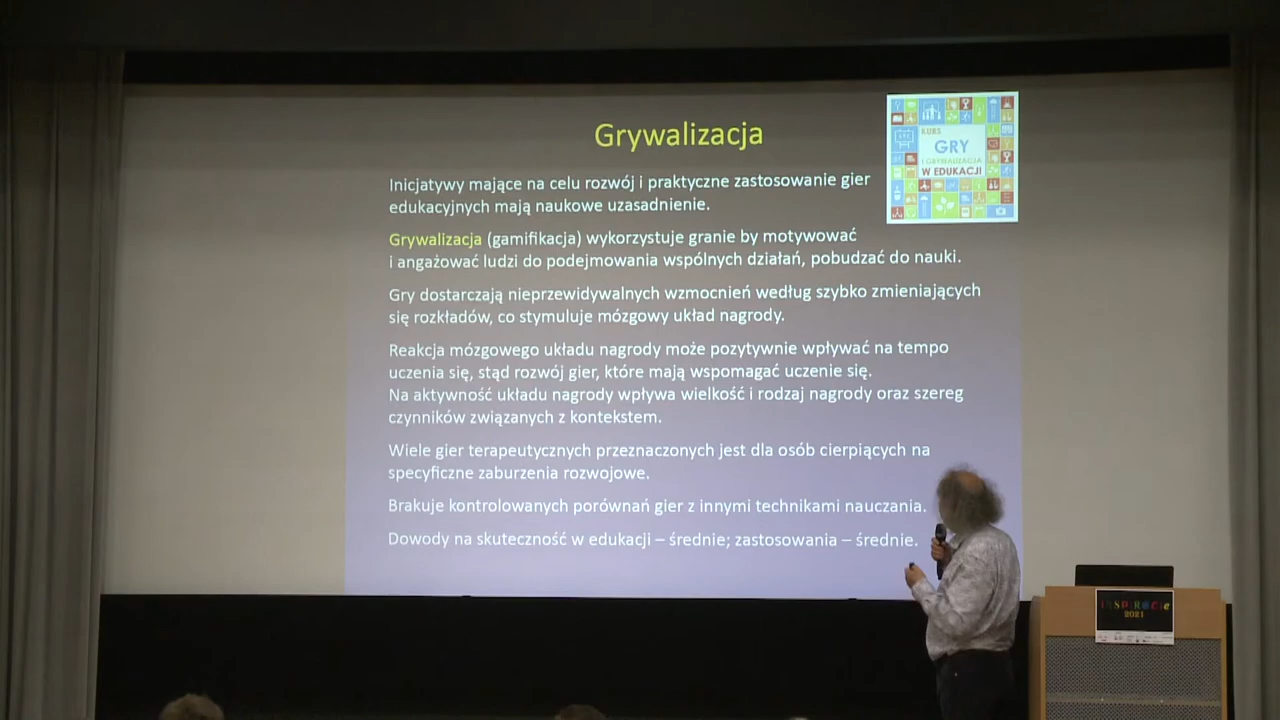 Grywalizacja
KURS
GRY
I GRYWALIZACJA
W EDUKACJI
Inicjatywy mające na celu rozwój i praktyczne zastosowanie gier
edukacyjnych mają naukowe uzasadnienie.
Grywalizacja (gamifikacja) wykorzystuje granie by motywować
i angażować ludzi do podejmowania wspólnych działań, pobudzać do nauki.
Gry dostarczają nieprzewidywalnych wzmocnień według szybko zmieniających
się rozkładów, co stymuluje mózgowy układ nagrody.
Reakcja mózgowego układu nagrody może pozytywnie wpływać na tempo
uczenia się, stąd rozwój gier, które mają wspomagać uczenie się.
Na aktywność układu nagrody wpływa wielkość i rodzaj nagrody oraz szereg
czynników związanych z kontekstem.
Wiele gier terapeutycznych przeznaczonych jest dla osób cierpiących na
specyficzne zaburzenia rozwojowe.
Brakuje kontrolowanych porównań gier z innymi technikami nauczania.
Dowody na skuteczność w edukacji – średnie; zastosowania – średnie.
INSPIRACJE
2021